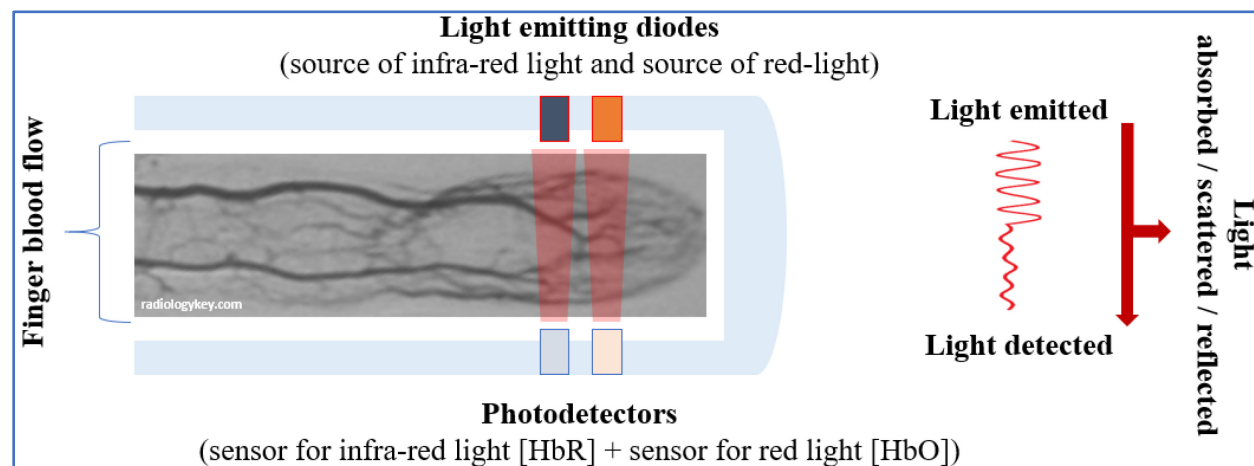 Light emitting diodes
(source of infra-red light and source of red-light)
Finger blood flow
radiologykey.com
Photodetectors
(sensor for infra-red light [HbR] + sensor for red light [HbO])
Light emitted
Light detected
Light
absorbed / scattered / reflected